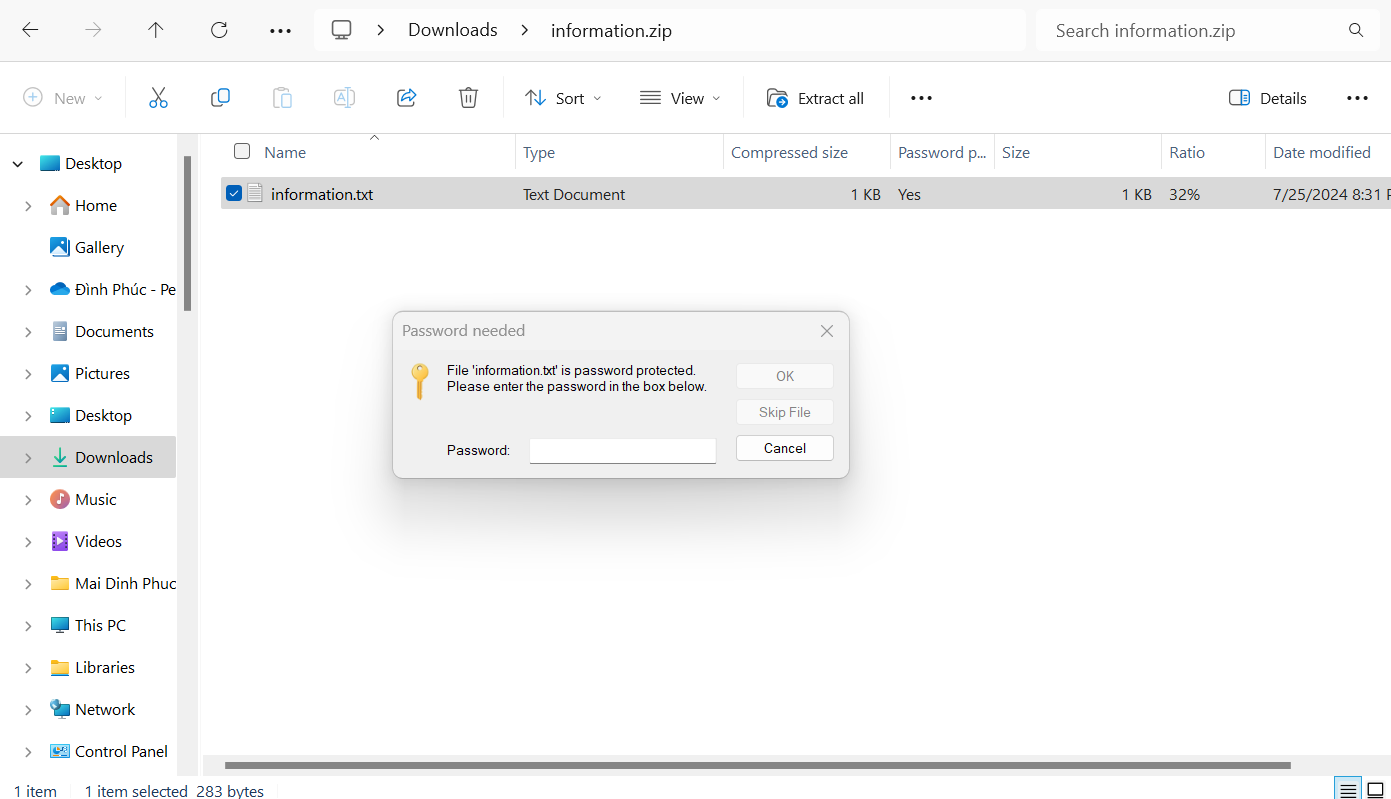 Downloads
information.zip
Search information.zip
New
Sort
View
Extract all
Details
Name
Type
Compressed size
Password p...
Size
Ratio
Date modified
information.txt
Text Document
1 KB
Yes
1 KB
32%
7/25/2024 8:31 P
Desktop
Home
Gallery
Đình Phúc - Pe
Documents
Pictures
Desktop
Downloads
Music
Videos
Mai Dinh Phuc
This PC
Libraries
Network
Control Panel
Password needed
File 'information.txt' is password protected.
Please enter the password in the box below.
OK
Skip File
Password:
Cancel
1 item
1 item selected 283 bytes